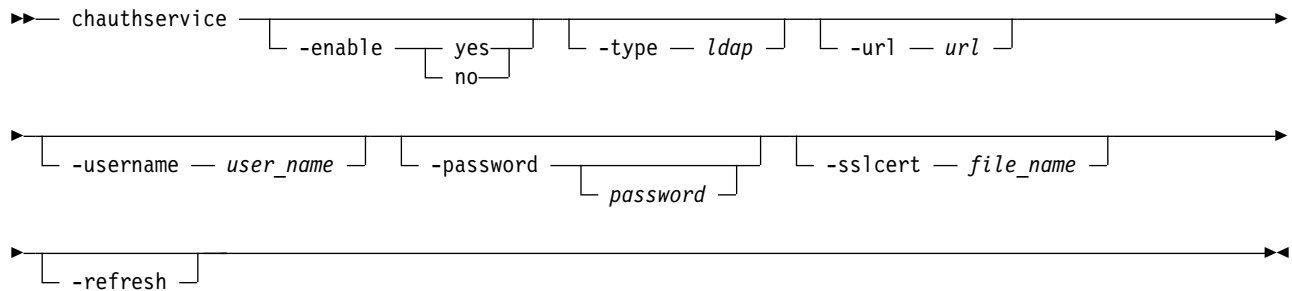 chauthservice
-enable yes -type ldap -url url
no
-username user_name -password -sslcert file_name
password
-refresh